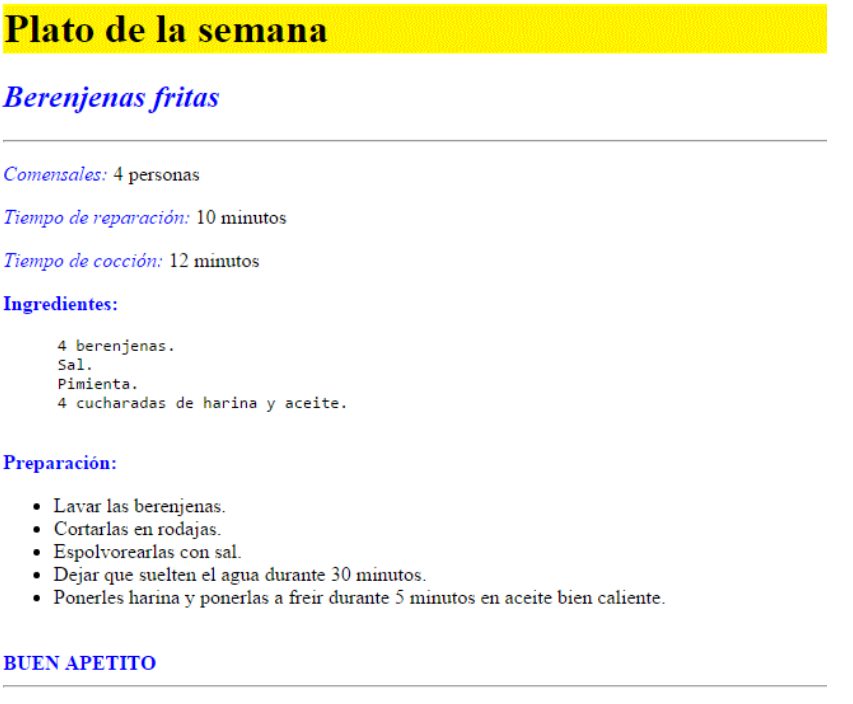 Plato de la semana
Berenjenas fritas
Comensales: 4 personas
Tiempo de reparación: 10 minutos
Tiempo de cocción: 12 minutos
Ingredientes:
4 berenjenas.
Sal.
Pimienta.
4 cucharadas de harina y aceite.
Preparación:
Lavar las berenjenas.
Cortarlas en rodajas.
Espolvorearlas con sal.
Dejar que suelten el agua durante 30 minutos.
Ponerles harina y ponerlas a freir durante 5 minutos en aceite bien caliente.
BUEN APETITO